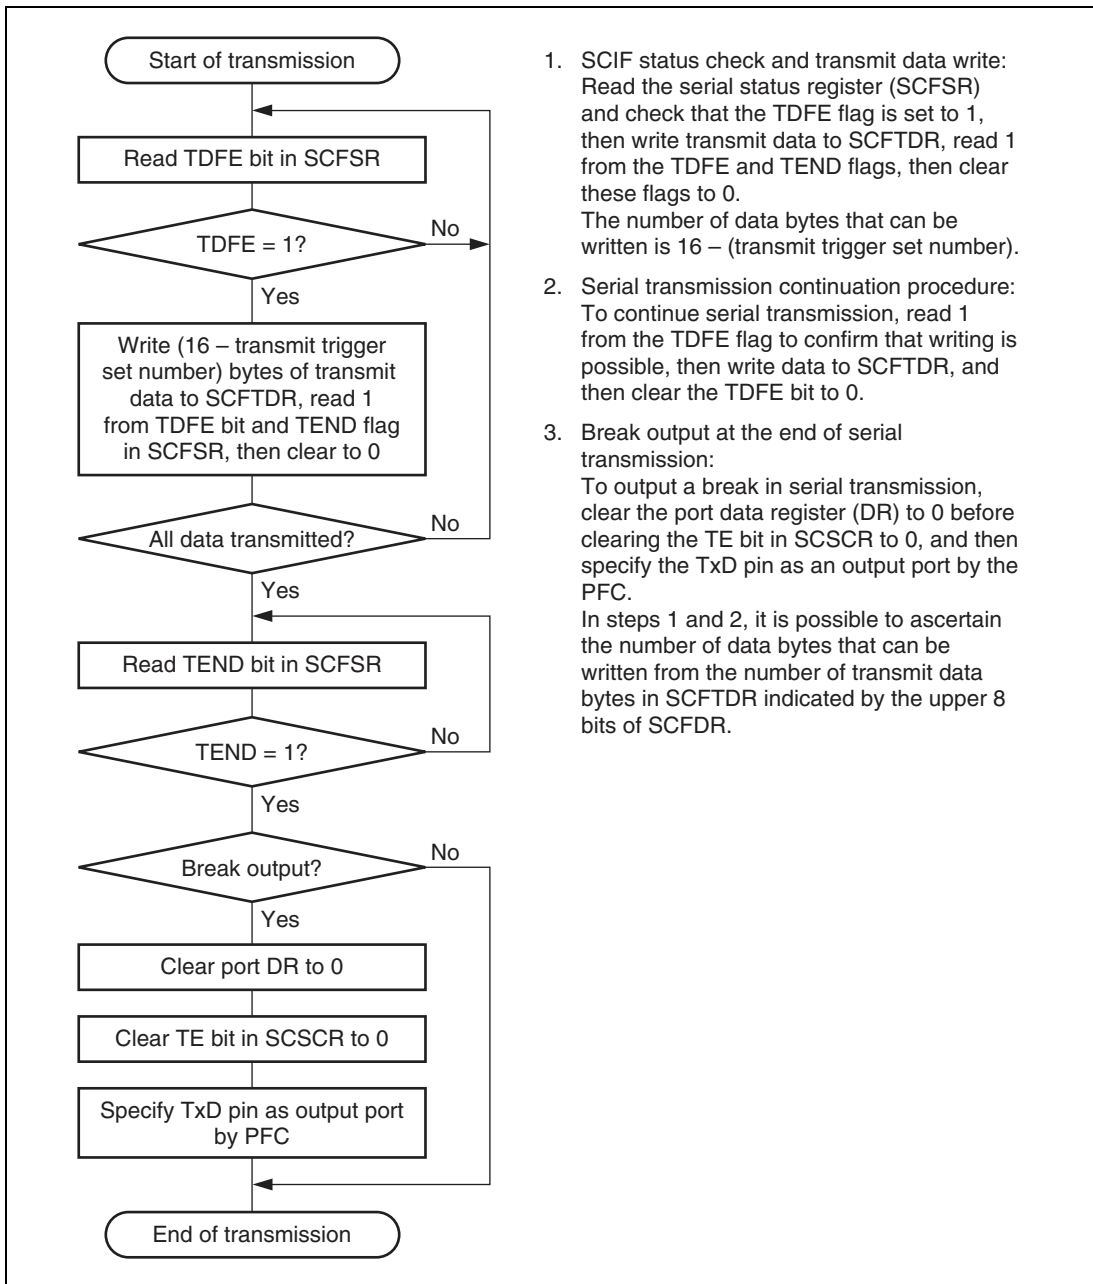 Start of transmission
Read TDFE bit in SCFSR
TDFE = 1?
No
Yes
Write (16 – transmit trigger
set number) bytes of transmit
data to SCFTDR, read 1
from TDFE bit and TEND flag
in SCFSR, then clear to 0
All data transmitted?
No
Yes
Read TEND bit in SCFSR
TEND = 1?
No
Yes
Break output?
No
Yes
Clear port DR to 0
Clear TE bit in SCSCR to 0
Specify TxD pin as output port
by PFC
End of transmission
1. SCIF status check and transmit data write:
Read the serial status register (SCFSR)
and check that the TDFE flag is set to 1,
then write transmit data to SCFTDR, read 1
from the TDFE and TEND flags, then clear
these flags to 0.
The number of data bytes that can be
written is 16 – (transmit trigger set number).
2. Serial transmission continuation procedure:
To continue serial transmission, read 1
from the TDFE flag to confirm that writing is
possible, then write data to SCFTDR, and
then clear the TDFE bit to 0.
3. Break output at the end of serial
transmission:
To output a break in serial transmission,
clear the port data register (DR) to 0 before
clearing the TE bit in SCSCR to 0, and then
specify the TxD pin as an output port by the
PFC.
In steps 1 and 2, it is possible to ascertain
the number of data bytes that can be
written from the number of transmit data
bytes in SCFTDR indicated by the upper 8
bits of SCFDR.